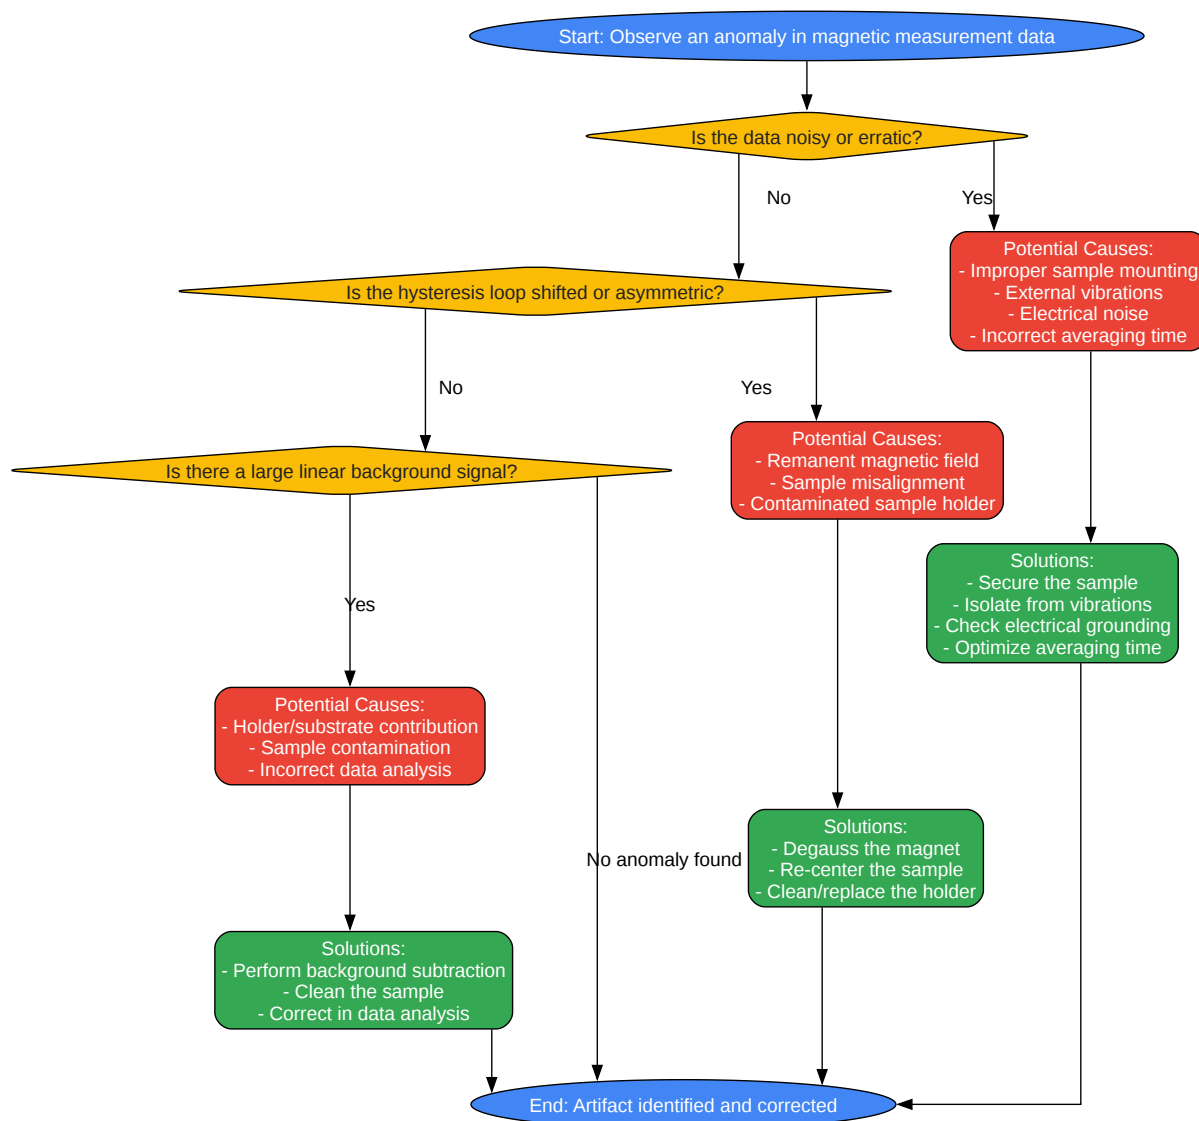 Start: Observe an anomaly in magnetic measurement data
Is the data noisy or erratic?
No
Yes
Potential Causes:
- Improper sample mounting
- External vibrations
- Electrical noise
- Incorrect averaging time
Is the hysteresis loop shifted or asymmetric?
No
Yes
Potential Causes:
- Remanent magnetic field
- Sample misalignment
- Contaminated sample holder
Is there a large linear background signal?
Solutions:
- Secure the sample
- Isolate from vibrations
- Check electrical grounding
- Optimize averaging time
Yes
Potential Causes:
- Holder/substrate contribution
- Sample contamination
- Incorrect data analysis
No anomaly found
Solutions:
- Degauss the magnet
- Re-center the sample
- Clean/replace the holder
Solutions:
- Perform background subtraction
- Clean the sample
- Correct in data analysis
End: Artifact identified and corrected